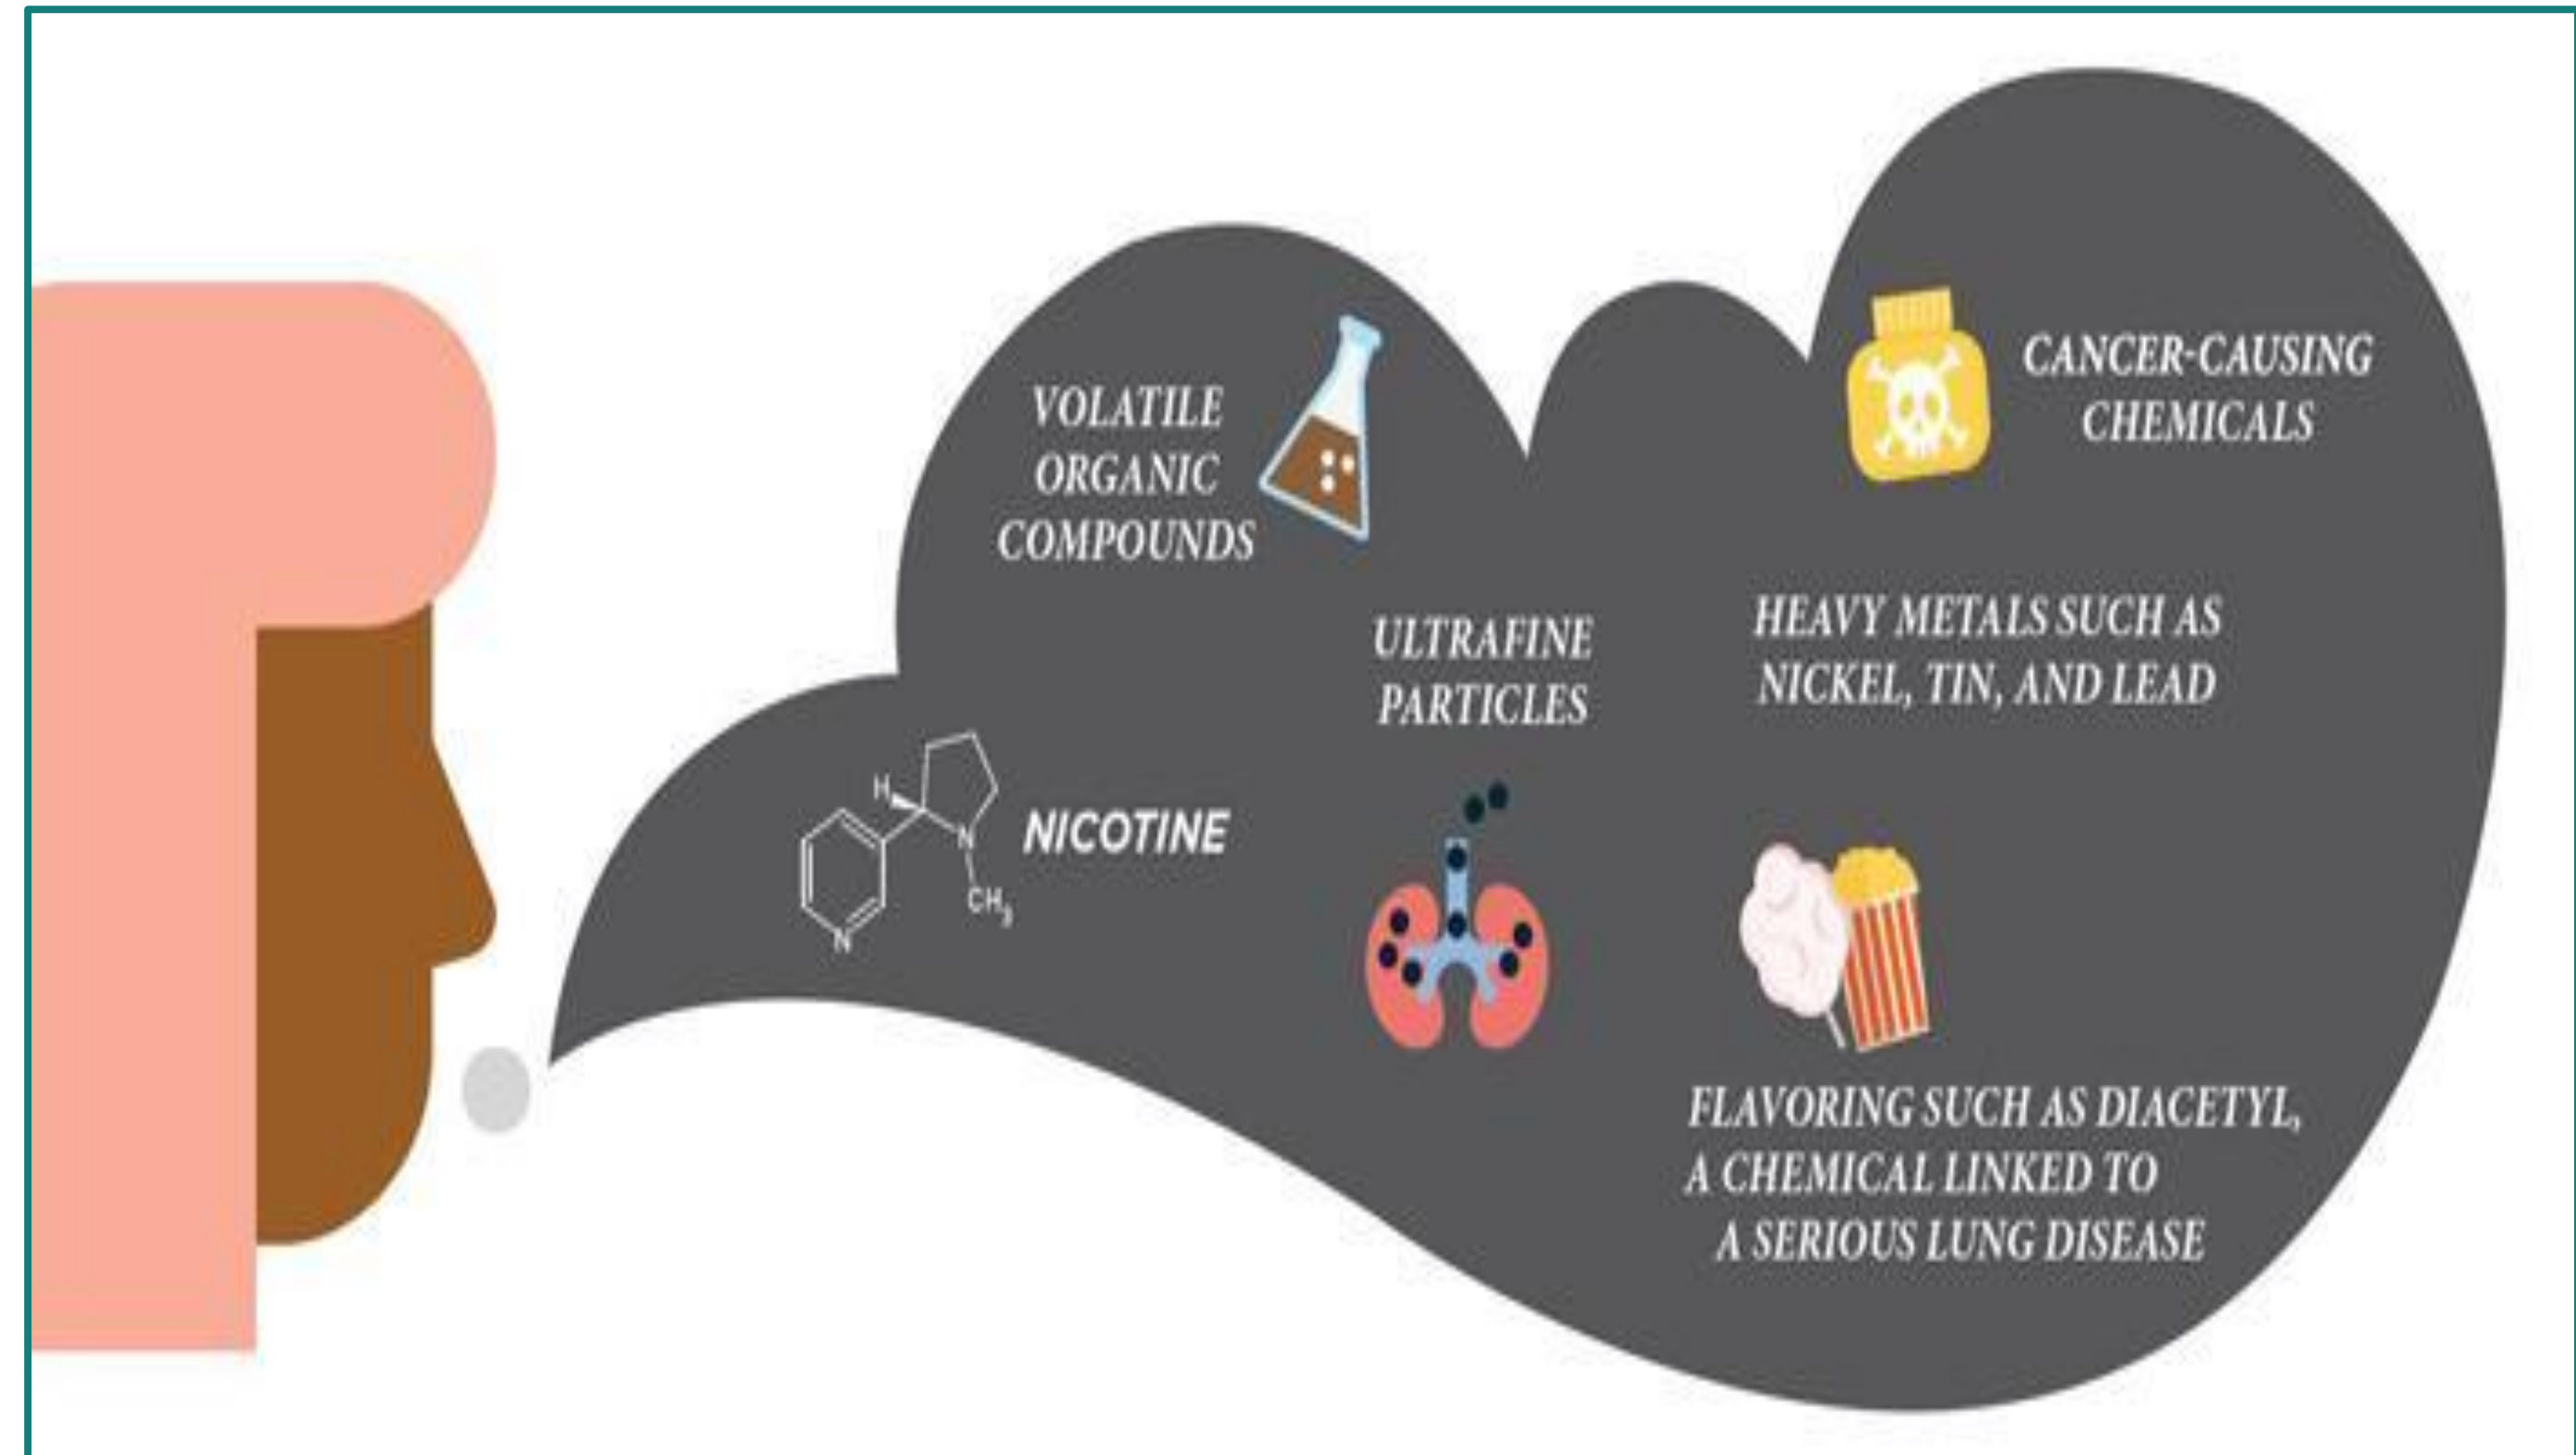 VOLATILE
ORGANIC
COMPOUNDS
CANCER-CAUSING
CHEMICALS
ULTRAFINE
PARTICLES
HEAVY METALS SUCH AS
NICKEL, TIN, AND LEAD
H
N
CH3
N
NICOTINE
FLAVORING SUCH AS DIACETYL,
A CHEMICAL LINKED TO
A SERIOUS LUNG DISEASE